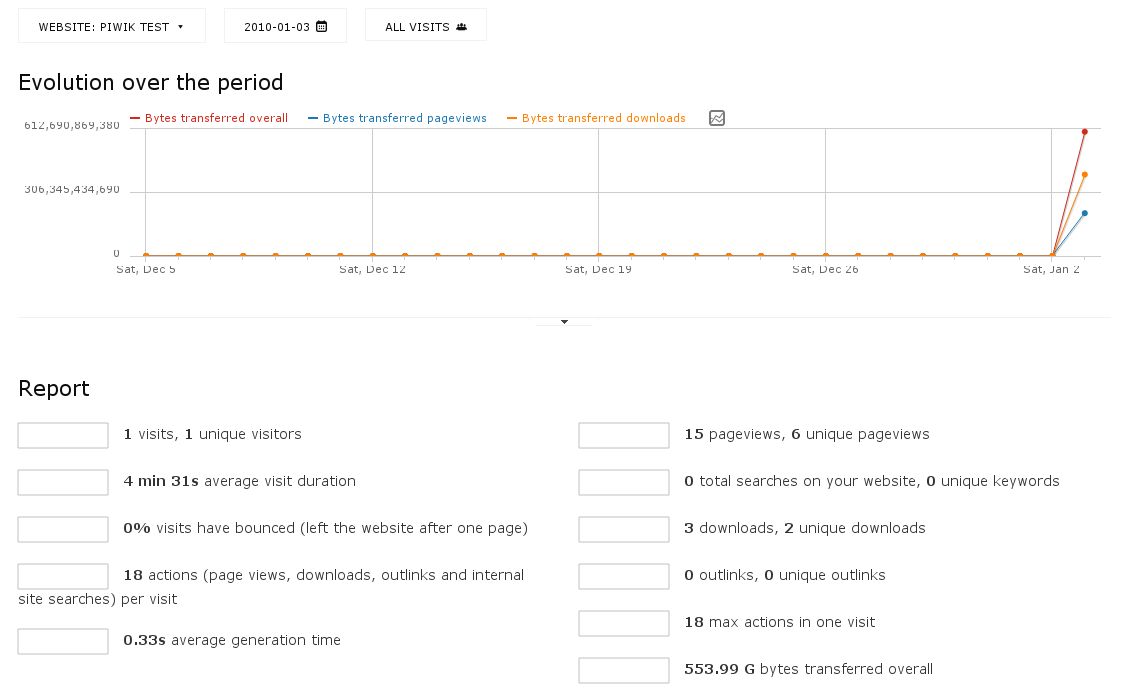 WEBSITE: PIWIK TEST
2010-01-03
ALL VISITS
Evolution over the period
Bytes transferred overall
Bytes transferred pageviews
Bytes transferred downloads
612,690,869,380
306,345,434,690
0
Sat, Dec 5
Sat, Dec 12
Sat, Dec 19
Sat, Dec 26
Sat, Jan 2
Report
1 visits, 1 unique visitors
4 min 31s average visit duration
0% visits have bounced (left the website after one page)
18 actions (page views, downloads, outlinks and internal
site searches) per visit
0.33s average generation time
15 pageviews, 6 unique pageviews
0 total searches on your website, 0 unique keywords
3 downloads, 2 unique downloads
0 outlinks, 0 unique outlinks
18 max actions in one visit
553.99 G bytes transferred overall